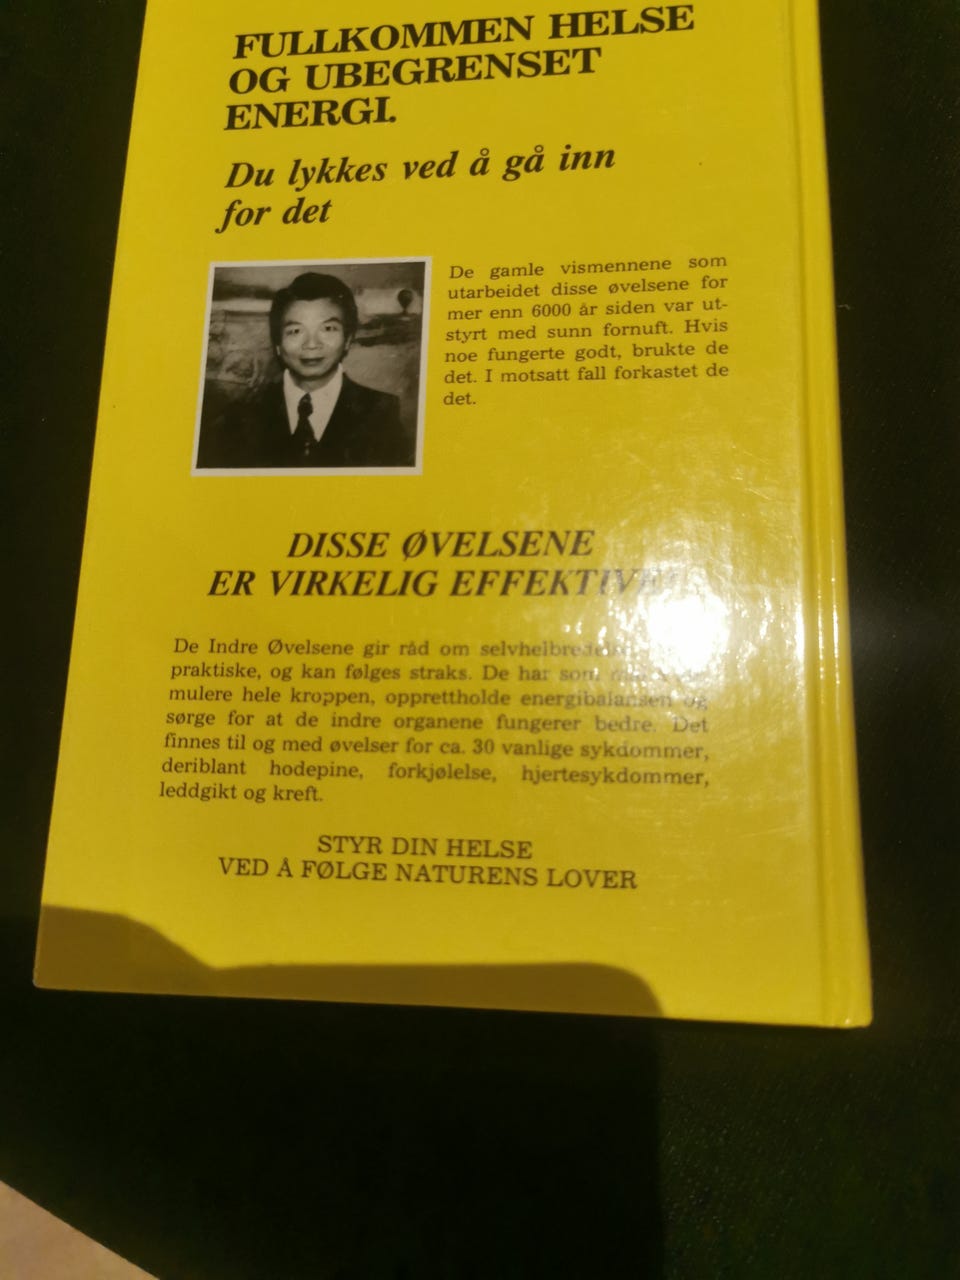 FULLKOMMEN HELSE
OG UBEGRENSET
ENERGI.
Du lykkes ved å gå inn
for det
De gamle vismennene som
utarbeidet disse øvelsene for
mer enn 6000 år siden var ut-
styrt med sunn fornuft. Hvis
noe fungerte godt, brukte de
det. I motsatt fall forkastet de
det.
DISSE ØVELSENE
ER VIRKELIG EFFEKTIVE
De Indre Øvelsene gir råd om
praktiske, og kan følges straks. De har som
mulere hele kroppen, opprettholde energibalansen og
sørge for at de indre organene fungerer bedre. Det
finnes til og med øvelser for ca. 30 vanlige sykdommer,
deriblant hodepine, forkjølelse, hjertesykdommer,
leddgikt og kreft.
STYR DIN HELSE
VED Å FØLGE NATURENS LOVER